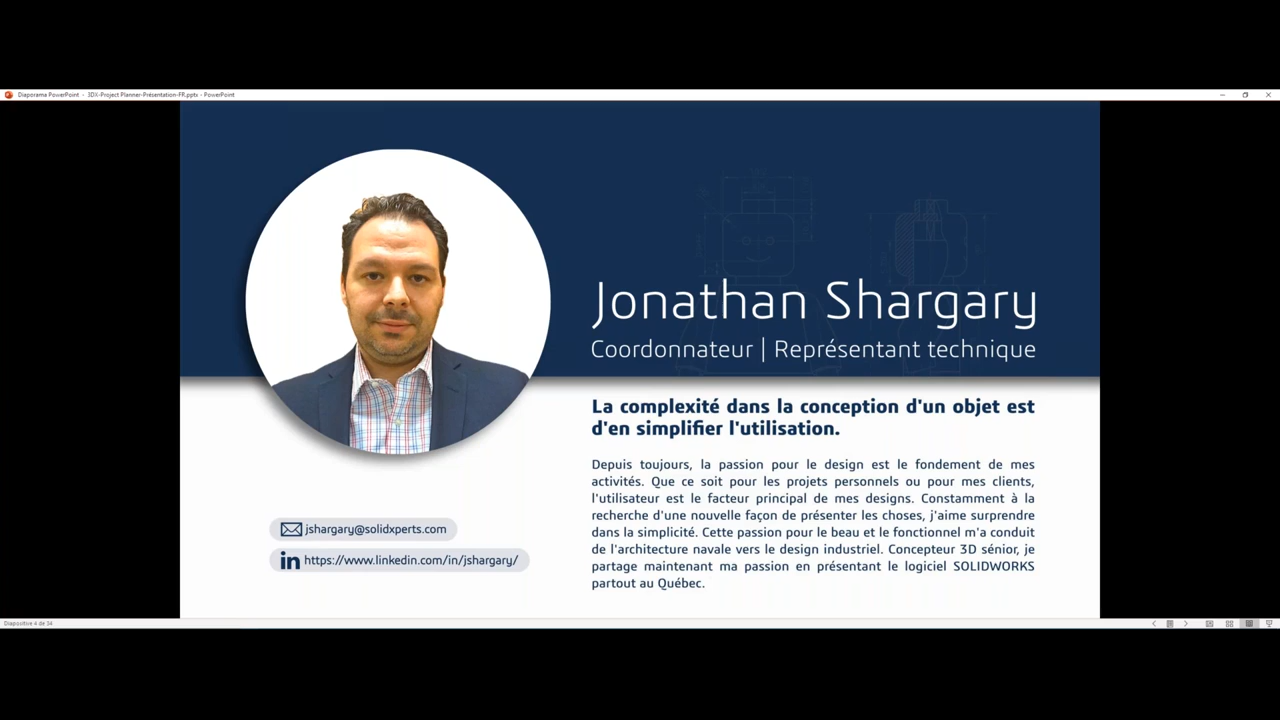 Diaporama PowerPoint - 3DX-Project Planner-Présentation-FR.pptx - PowerPoint
Jonathan Shargary
Coordonnateur | Représentant technique
La complexité dans la conception d'un objet est
d'en simplifier l'utilisation.
Depuis toujours, la passion pour le design est le fondement de mes
activités. Que ce soit pour les projets personnels ou pour mes clients,
l'utilisateur est le facteur principal de mes designs. Constamment à la
recherche d'une nouvelle façon de présenter les choses, j'aime surprendre
dans la simplicité. Cette passion pour le beau et le fonctionnel m'a conduit
de l'architecture navale vers le design industriel. Concepteur 3D sénior, je
partage maintenant ma passion en présentant le logiciel SOLIDWORKS
partout au Québec.
jshargary@solidxperts.com
in https://www.linkedin.com/in/jshargary/
Diapositive 4 de 34